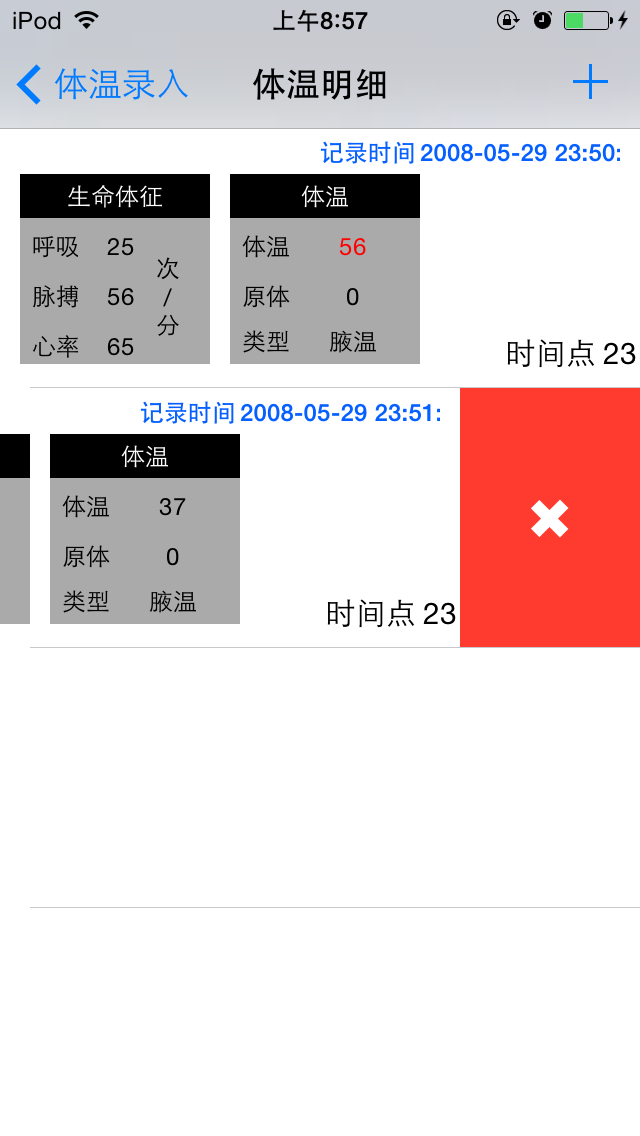 iPod 上午8:57
体温录入 体温明细
记录时间 2008-05-29 23:50:
生命体征 体温
呼吸 25 体温 56
次
/
分
脉搏 56 原体 0
心率 65 类型 腋温
时间点 23
记录时间 2008-05-29 23:51:
体温
体温 37
原体 0
类型 腋温
时间点 23